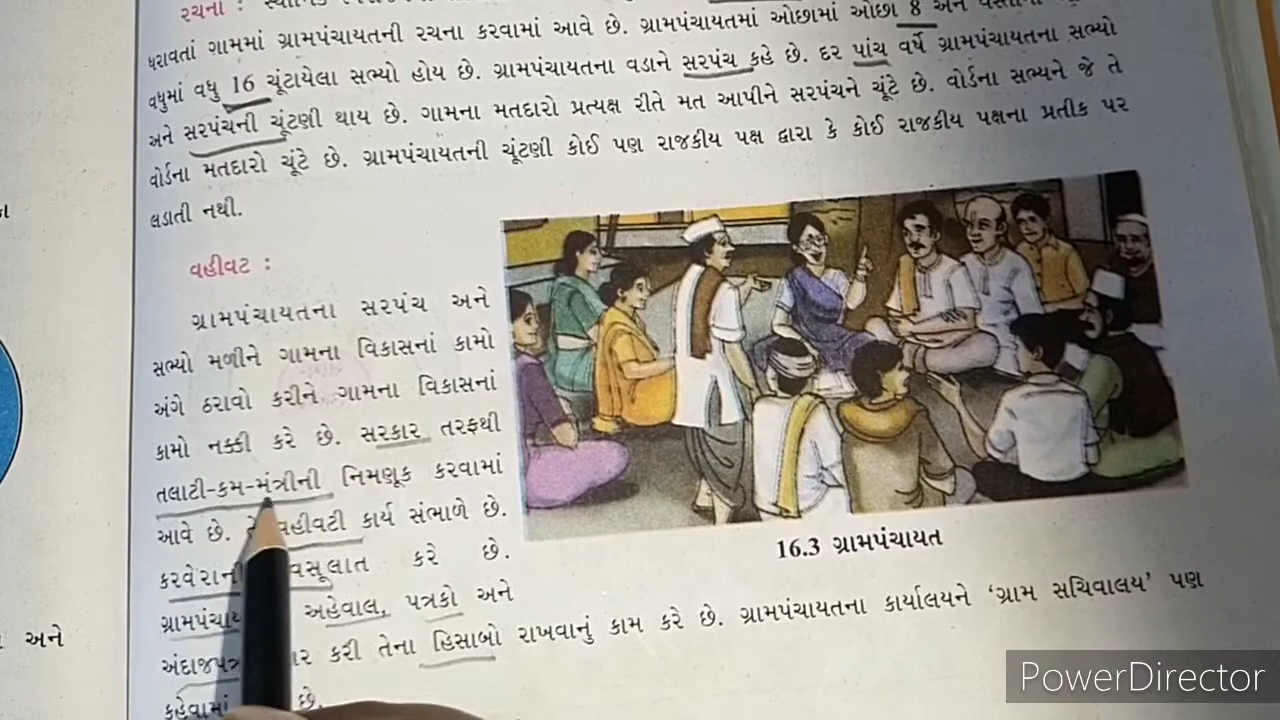 રચના :
ધરાવતાં ગામમાં ગ્રામપંચાયતની રચના કરવામાં આવે છે. ગ્રામપંચાયતમાં ઓછામાં ઓછા 8 અને
વધુમાં વધુ 16 ચૂંટાયેલા સભ્યો હોય છે. ગ્રામપંચાયતના વડાને સરપંચ કહે છે. દર પાંચ વર્ષે ગ્રામપંચાયતના સભ્યો
અને સરપંચની ચૂંટણી થાય છે. ગામના મતદારો પ્રત્યક્ષ રીતે મત આપીને સરપંચને ચૂંટે છે. વોર્ડના સભ્યને જે તે
વોર્ડના મતદારો ચૂંટે છે. ગ્રામપંચાયતની ચૂંટણી કોઈ પણ રાજકીય પક્ષ દ્વારા કે કોઈ રાજકીય પક્ષના પ્રતીક પર
લડાતી નથી.
વહીવટ :
ગ્રામપંચાયતના સરપંચ અને
સભ્યો મળીને ગામના વિકાસનાં કામો
અંગે ઠરાવો કરીને ગામના વિકાસનાં
કામો નક્કી કરે છે. સરકાર તરફથી
તલાટી-કમ-મંત્રીની નિમણૂક કરવામાં
આવે છે. વહીવટી કાર્ય સંભાળે છે.
કરવેરાની વસૂલાત કરે છે.
અહેવાલ, પત્રકો અને
કરી તેના હિસાબો રાખવાનું કામ કરે છે. ગ્રામપંચાયતના કાર્યાલયને ‘ગ્રામ સચિવાલય’ પણ
કહેવામાં છે.
16.3 ગ્રામપંચાયત
અને
PowerDirector